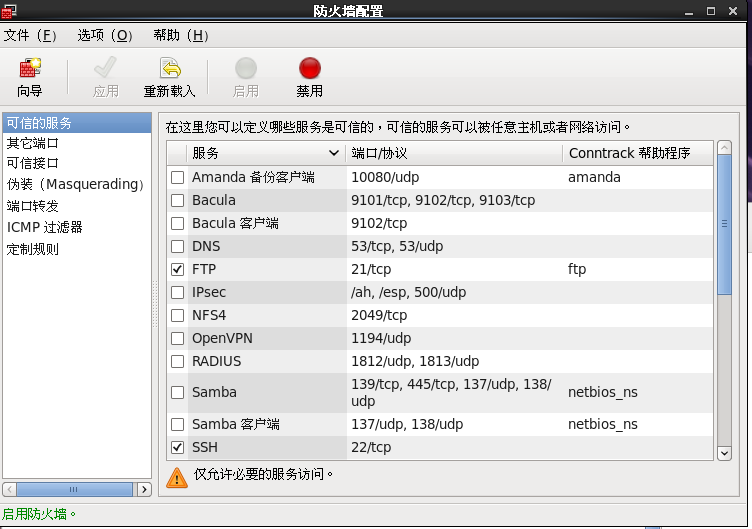 防火墙配置
文件（F） 选项（O） 帮助（H）
向导 应用 重新载入 启用 禁用
可信的服务
其它端口
可信接口
伪装（Masquerading）
端口转发
ICMP 过滤器
定制规则
在这里您可以定义哪些服务是可信的，可信的服务可以被任意主机或者网络访问。
服务 端口/协议 Conntrack 帮助程序
Amanda 备份客户端 10080/udp amanda
Bacula 9101/tcp, 9102/tcp, 9103/tcp
Bacula 客户端 9102/tcp
DNS 53/tcp, 53/udp
FTP 21/tcp ftp
IPsec /ah, /esp, 500/udp
NFS4 2049/tcp
OpenVPN 1194/udp
RADIUS 1812/udp, 1813/udp
Samba 139/tcp, 445/tcp, 137/udp, 138/
udp netbios_ns
Samba 客户端 137/udp, 138/udp netbios_ns
SSH 22/tcp
仅允许必要的服务访问。
启用防火墙。